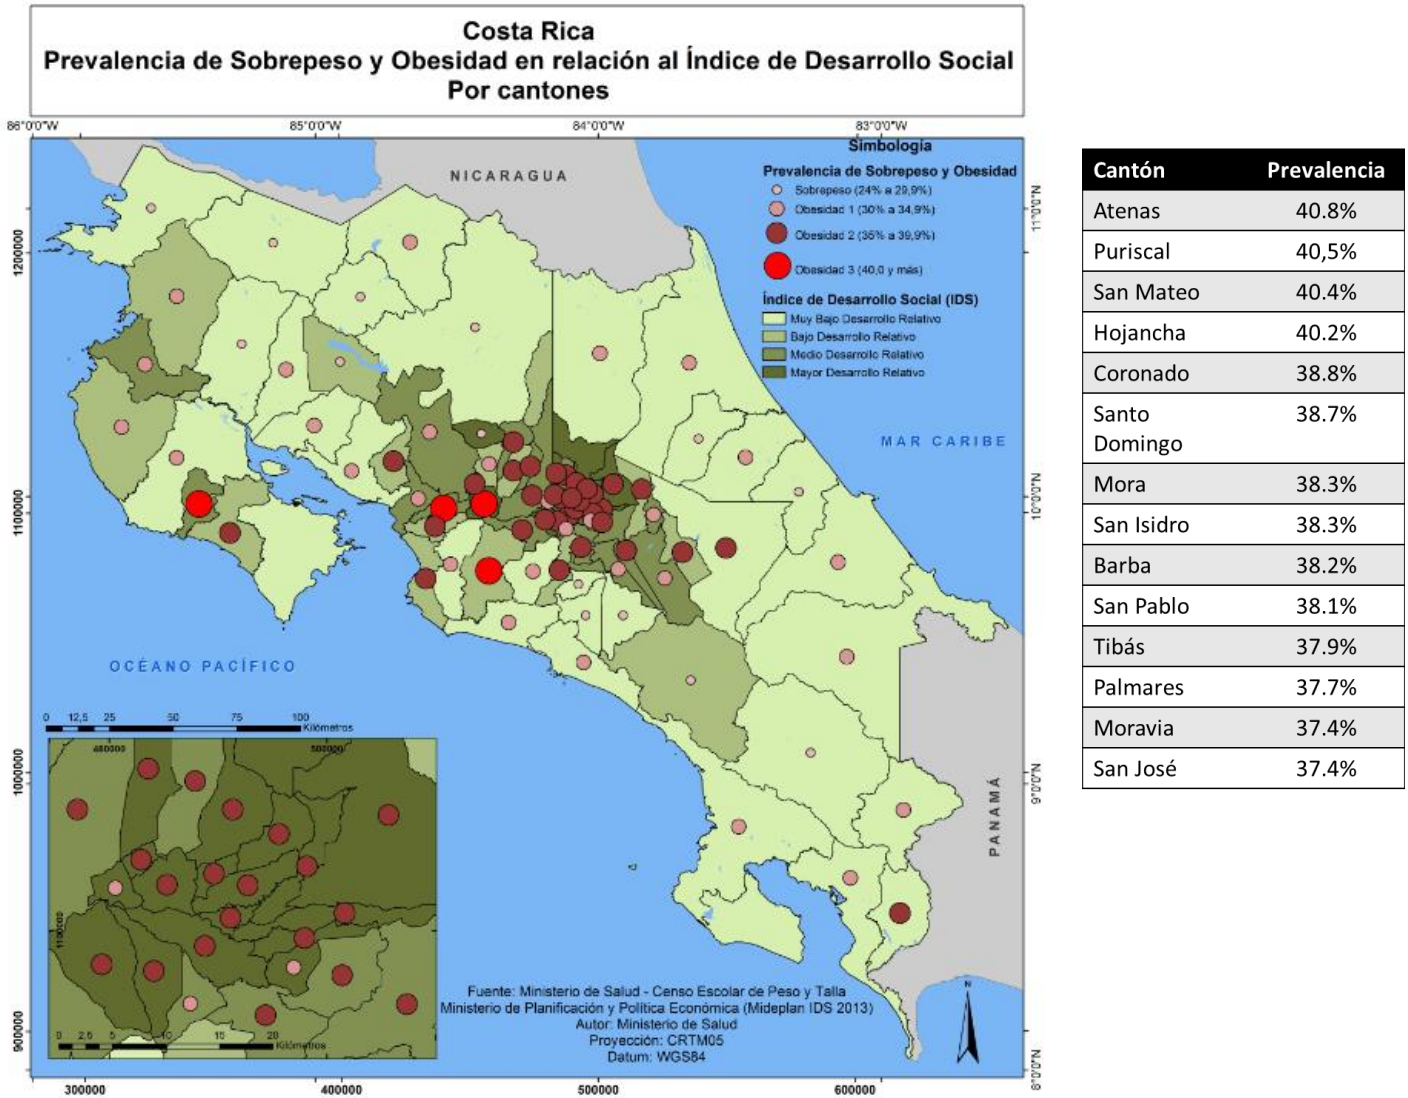 Costa Rica
Prevalencia de Sobrepeso y Obesidad en relación al Índice de Desarrollo Social
Por cantones
86°0'0"W
85°0'0"W
84°0'0"W
83°0'0"W
Simbología
Prevalencia de Sobrepeso y Obesidad
Sobrepeso (24% a 29,9%)
Obesidad 1 (30% a 34,9%)
Obesidad 2 (35% a 39,9%)
Obesidad 3 (40,0 y más)
Índice de Desarrollo Social (IDS)
Muy Bajo Desarrollo Relativo
Bajo Desarrollo Relativo
Medio Desarrollo Relativo
Mayor Desarrollo Relativo
NICARAGUA
MAR CARIBE
OCÉANO PACÍFICO
PANAMÁ
11°0'0"N
10°0'0"N
9°0'0"N
8°0'0"N
1200000
1100000
1000000
900000
300000
400000
500000
600000
0 12,5 25 50 75 100
Kilómetros
480000
500000
1100000
0 2,5 5 10 15 20
Kilómetros
N
Fuente: Ministerio de Salud - Censo Escolar de Peso y Talla
Ministerio de Planificación y Política Económica (Mideplan IDS 2013)
Autor: Ministerio de Salud
Proyección: CRTM05
Datum: WGS84
Cantón Prevalencia
Atenas 40.8%
Puriscal 40,5%
San Mateo 40.4%
Hojancha 40.2%
Coronado 38.8%
Santo 38.7%
Domingo
Mora 38.3%
San Isidro 38.3%
Barba 38.2%
San Pablo 38.1%
Tibás 37.9%
Palmares 37.7%
Moravia 37.4%
San José 37.4%